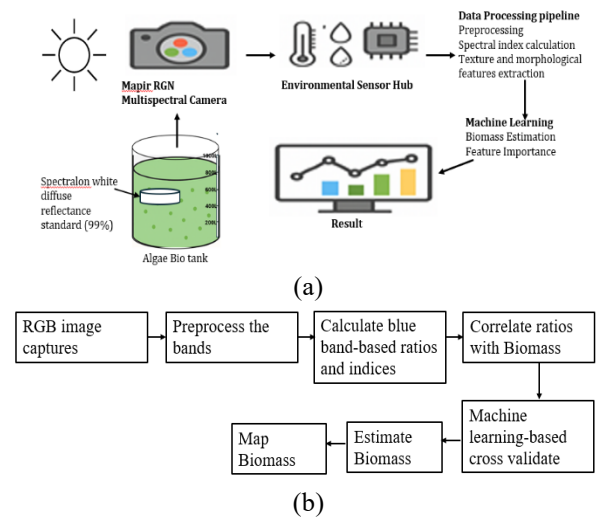 Data Processing pipeline
Preprocessing
Spectral index calculation
Texture and morphological
features extraction
Mapir RGN
Multispectral Camera
Environmental Sensor Hub
Machine Learning
Biomass Estimation
Feature Importance
Spectralon white
diffuse
reflectance
standard (99%)
Algae Bio tank
Result
(a)
RGB image
captures
Preprocess the
bands
Calculate blue
band-based ratios
and indices
Correlate ratios
with Biomass
Machine
learning-based
cross validate
Estimate
Biomass
Map
Biomass
(b)